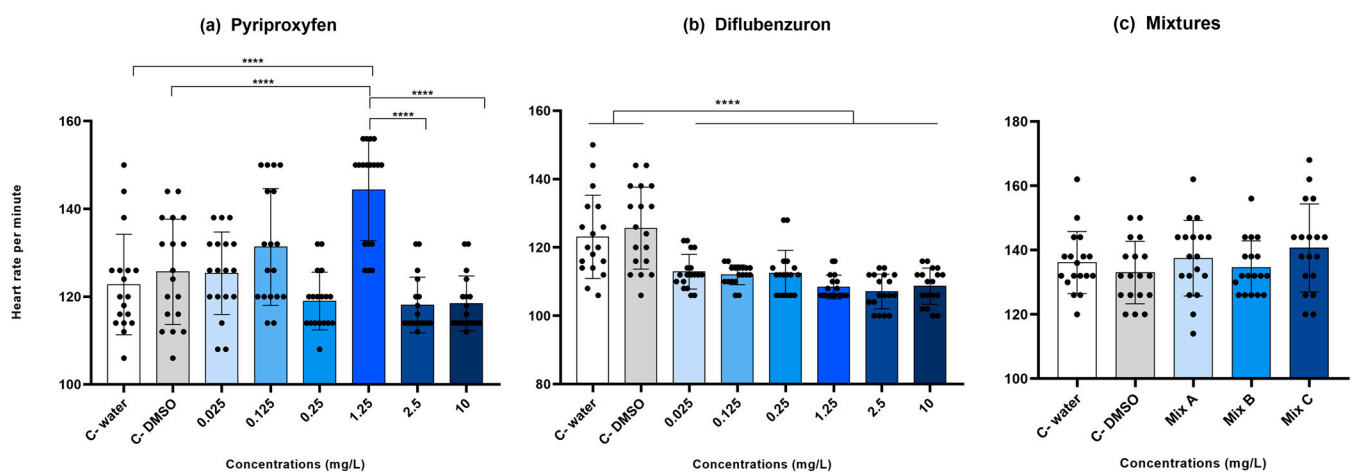 (a) Pyriproxyfen
(b) Diflubenzuron
(c) Mixtures
Heart rate per minute
****
****
****
****
160
140
120
100
C- water
C- DMSO
0.025
0.125
0.25
1.25
2.5
10
Concentrations (mg/L)
****
160
140
120
100
80
C- water
C- DMSO
0.025
0.125
0.25
1.25
2.5
10
Concentrations (mg/L)
180
160
140
120
100
C- water
C- DMSO
Mix A
Mix B
Mix C
Concentrations (mg/L)